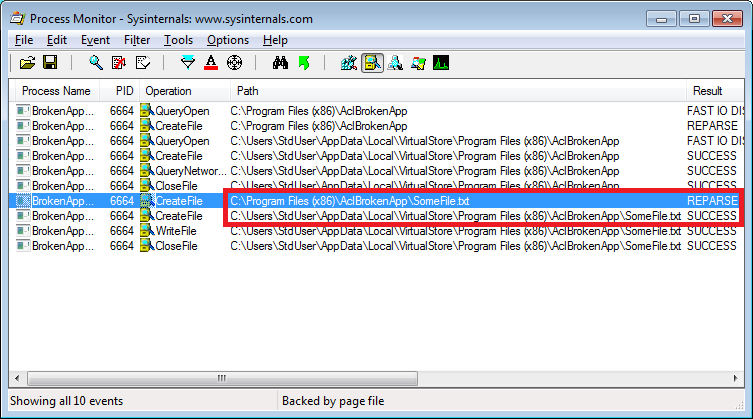 Process Monitor - Sysinternals: www.sysinternals.com
File Edit Event Filter Tools Options Help
Process Name PID Operation Path Result
BrokenApp... 6664 QueryOpen C:\Program Files (x86)\AclBrokenApp FAST IO DIS
BrokenApp... 6664 CreateFile C:\Program Files (x86)\AclBrokenApp REPARSE
BrokenApp... 6664 QueryOpen C:\Users\StdUser\AppData\Local\VirtualStore\Program Files (x86)\AclBrokenApp FAST IO DIS
BrokenApp... 6664 CreateFile C:\Users\StdUser\AppData\Local\VirtualStore\Program Files (x86)\AclBrokenApp SUCCESS
BrokenApp... 6664 QueryNetwor... C:\Users\StdUser\AppData\Local\VirtualStore\Program Files (x86)\AclBrokenApp SUCCESS
BrokenApp... 6664 CloseFile C:\Users\StdUser\AppData\Local\VirtualStore\Program Files (x86)\AclBrokenApp SUCCESS
BrokenApp... 6664 CreateFile C:\Program Files (x86)\AclBrokenApp\SomeFile.txt REPARSE
BrokenApp... 6664 CreateFile C:\Users\StdUser\AppData\Local\VirtualStore\Program Files (x86)\AclBrokenApp\SomeFile.txt SUCCESS
BrokenApp... 6664 WriteFile C:\Users\StdUser\AppData\Local\VirtualStore\Program Files (x86)\AclBrokenApp\SomeFile.txt SUCCESS
BrokenApp... 6664 CloseFile C:\Users\StdUser\AppData\Local\VirtualStore\Program Files (x86)\AclBrokenApp\SomeFile.txt SUCCESS
Showing all 10 events Backed by page file